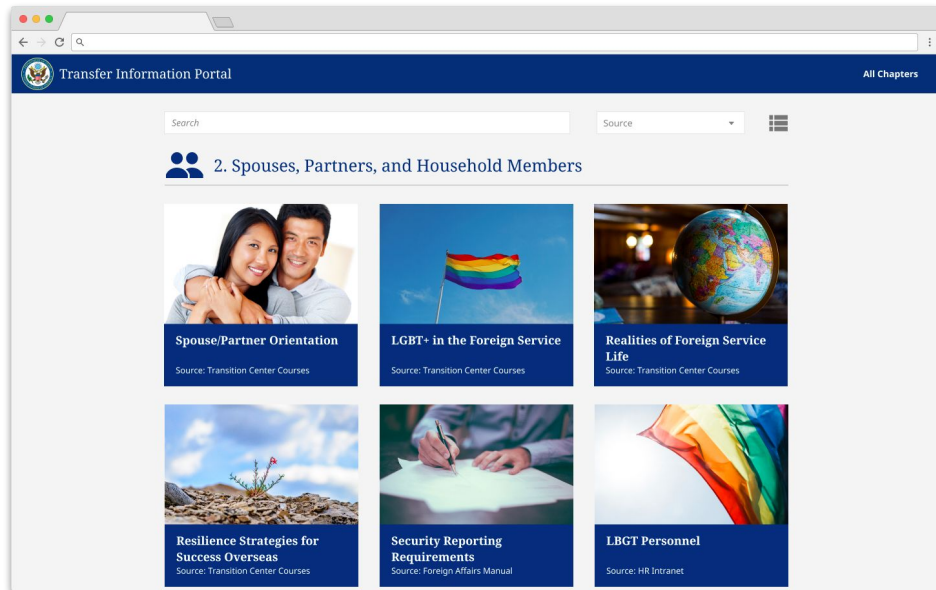 Transfer Information Portal
All Chapters
Search
Source
2. Spouses, Partners, and Household Members
Spouse/Partner Orientation
Source: Transition Center Courses
LGBT+ in the Foreign Service
Source: Transition Center Courses
Realities of Foreign Service
Life
Source: Transition Center Courses
Resilience Strategies for
Success Overseas
Source: Transition Center Courses
Security Reporting
Requirements
Source: Foreign Affairs Manual
LBGT Personnel
Source: HR Intranet